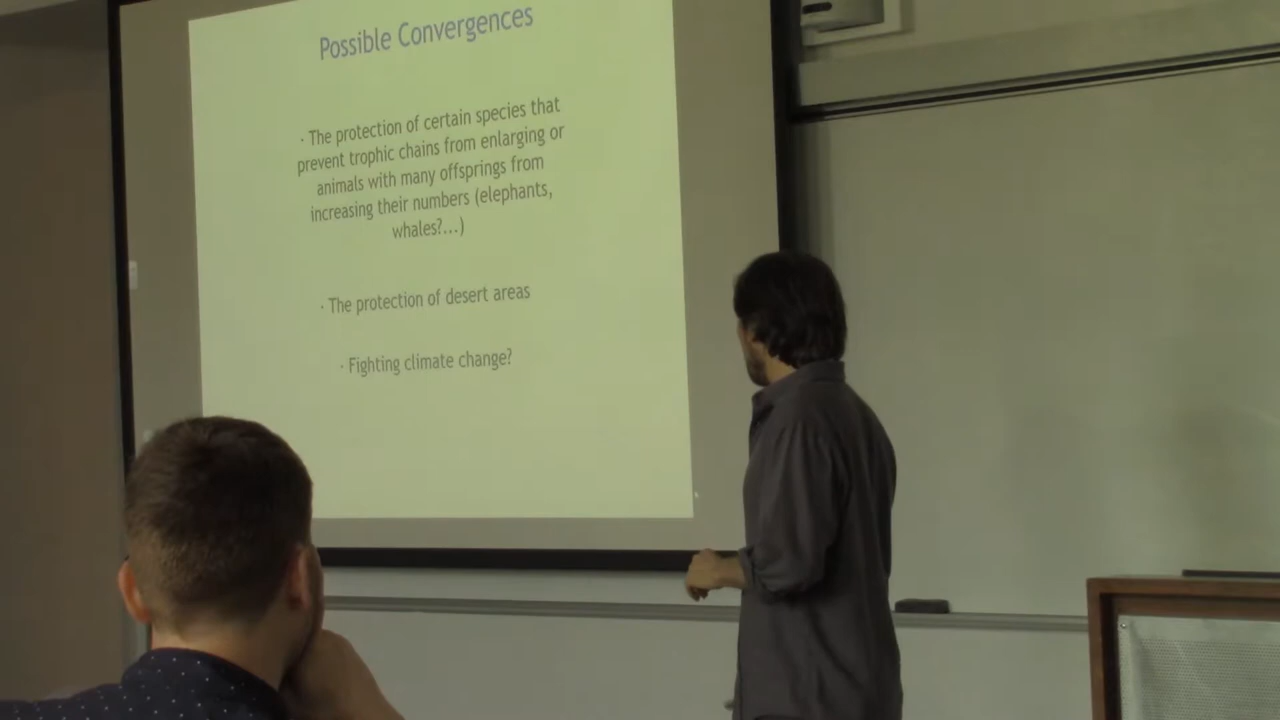 Possible Convergences
· The protection of certain species that
prevent trophic chains from enlarging or
animals with many offsprings from
increasing their numbers (elephants,
whales?...)
· The protection of desert areas
· Fighting climate change?